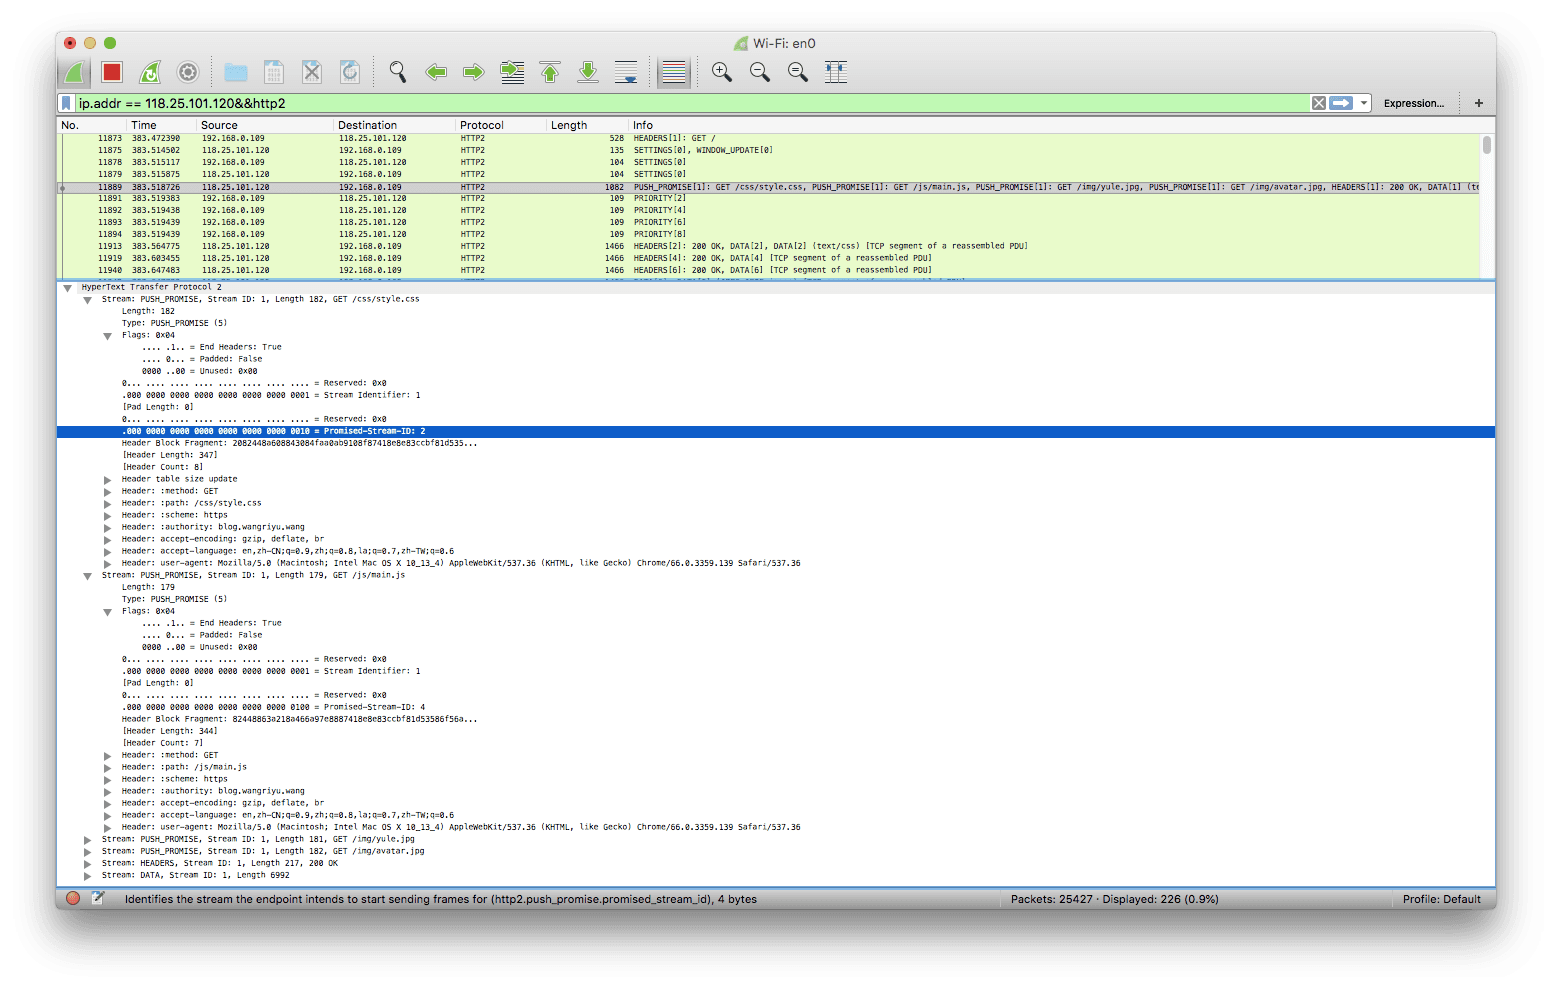 Wi-Fi: en0
ip.addr == 118.25.101.120&&http2 Expression... +
No. Time Source Destination Protocol Length Info
11873 383.472390 192.168.0.109 118.25.101.120 HTTP2 528 HEADERS[1]: GET /
11875 383.514502 118.25.101.120 192.168.0.109 HTTP2 135 SETTINGS[0], WINDOW_UPDATE[0]
11878 383.515117 192.168.0.109 118.25.101.120 HTTP2 104 SETTINGS[0]
11879 383.515875 118.25.101.120 192.168.0.109 HTTP2 104 SETTINGS[0]
11889 383.518726 118.25.101.120 192.168.0.109 HTTP2 1082 PUSH_PROMISE[1]: GET /css/style.css, PUSH_PROMISE[1]: GET /js/main.js, PUSH_PROMISE[1]: GET /img/yule.jpg, PUSH_PROMISE[1]: GET /img/avatar.jpg, HEADERS[1]: 200 OK, DATA[1] (te
11891 383.519383 192.168.0.109 118.25.101.120 HTTP2 109 PRIORITY[2]
11892 383.519438 192.168.0.109 118.25.101.120 HTTP2 109 PRIORITY[4]
11893 383.519439 192.168.0.109 118.25.101.120 HTTP2 109 PRIORITY[6]
11894 383.519439 192.168.0.109 118.25.101.120 HTTP2 109 PRIORITY[8]
11913 383.564775 118.25.101.120 192.168.0.109 HTTP2 1466 HEADERS[2]: 200 OK, DATA[2], DATA[2] (text/css) [TCP segment of a reassembled PDU]
11919 383.603455 118.25.101.120 192.168.0.109 HTTP2 1466 HEADERS[4]: 200 OK, DATA[4] [TCP segment of a reassembled PDU]
11940 383.647483 118.25.101.120 192.168.0.109 HTTP2 1466 HEADERS[6]: 200 OK, DATA[6] [TCP segment of a reassembled PDU]
HyperText Transfer Protocol 2
Stream: PUSH_PROMISE, Stream ID: 1, Length 182, GET /css/style.css
Length: 182
Type: PUSH_PROMISE (5)
Flags: 0x04
.... .1.. = End Headers: True
.... 0... = Padded: False
0000 ..00 = Unused: 0x00
0... .... .... .... .... .... .... .... = Reserved: 0x0
.000 0000 0000 0000 0000 0000 0000 0001 = Stream Identifier: 1
[Pad Length: 0]
0... .... .... .... .... .... .... .... = Reserved: 0x0
.000 0000 0000 0000 0000 0000 0000 0010 = Promised-Stream-ID: 2
Header Block Fragment: 2082448a608843084faa0ab9108f87418e8e83ccbf81d535...
[Header Length: 347]
[Header Count: 8]
Header table size update
Header: :method: GET
Header: :path: /css/style.css
Header: :scheme: https
Header: :authority: blog.wangriyu.wang
Header: accept-encoding: gzip, deflate, br
Header: accept-language: en,zh-CN;q=0.9,zh;q=0.8,la;q=0.7,zh-TW;q=0.6
Header: user-agent: Mozilla/5.0 (Macintosh; Intel Mac OS X 10_13_4) AppleWebKit/537.36 (KHTML, like Gecko) Chrome/66.0.3359.139 Safari/537.36
Stream: PUSH_PROMISE, Stream ID: 1, Length 179, GET /js/main.js
Length: 179
Type: PUSH_PROMISE (5)
Flags: 0x04
.... .1.. = End Headers: True
.... 0... = Padded: False
0000 ..00 = Unused: 0x00
0... .... .... .... .... .... .... .... = Reserved: 0x0
.000 0000 0000 0000 0000 0000 0000 0001 = Stream Identifier: 1
[Pad Length: 0]
0... .... .... .... .... .... .... .... = Reserved: 0x0
.000 0000 0000 0000 0000 0000 0000 0100 = Promised-Stream-ID: 4
Header Block Fragment: 82448863a218a466a97e8887418e8e83ccbf81d53586f56a...
[Header Length: 344]
[Header Count: 7]
Header: :method: GET
Header: :path: /js/main.js
Header: :scheme: https
Header: :authority: blog.wangriyu.wang
Header: accept-encoding: gzip, deflate, br
Header: accept-language: en,zh-CN;q=0.9,zh;q=0.8,la;q=0.7,zh-TW;q=0.6
Header: user-agent: Mozilla/5.0 (Macintosh; Intel Mac OS X 10_13_4) AppleWebKit/537.36 (KHTML, like Gecko) Chrome/66.0.3359.139 Safari/537.36
Stream: PUSH_PROMISE, Stream ID: 1, Length 181, GET /img/yule.jpg
Stream: PUSH_PROMISE, Stream ID: 1, Length 182, GET /img/avatar.jpg
Stream: HEADERS, Stream ID: 1, Length 217, 200 OK
Stream: DATA, Stream ID: 1, Length 6992
Identifies the stream the endpoint intends to start sending frames for (http2.push_promise.promised_stream_id), 4 bytes Packets: 25427 · Displayed: 226 (0.9%) Profile: Default